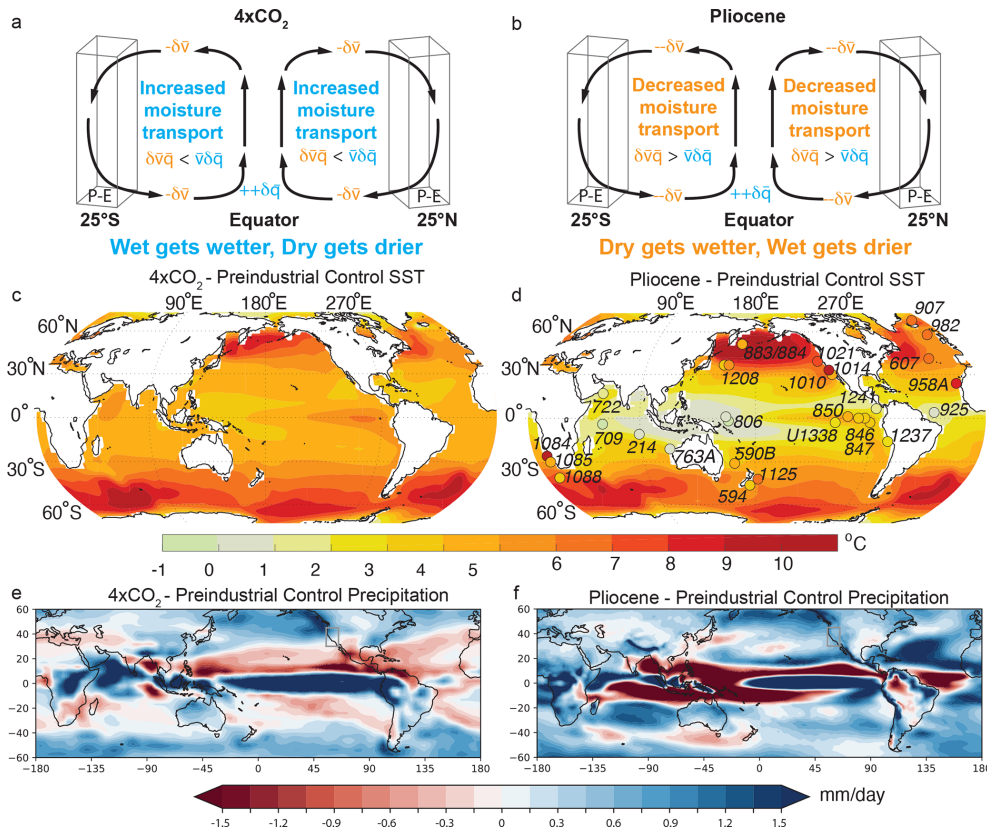 a
4xCO₂
b
Pliocene
-δv̄
-δv̄
--δv̄
--δv̄
Increased
moisture
transport
Increased
moisture
transport
Decreased
moisture
transport
Decreased
moisture
transport
δv̄q̄ < v̄δq̄
δv̄q̄ < v̄δq̄
δv̄q̄ > v̄δq̄
δv̄q̄ > v̄δq̄
P-E
-δv̄
++δq̄
-δv̄
P-E
P-E
--δv̄
++δq̄
--δv̄
P-E
25°S
Equator
25°N
25°S
Equator
25°N
Wet gets wetter, Dry gets drier
Dry gets wetter, Wet gets drier
c
4xCO₂ - Preindustrial Control SST
90°E
180°E
270°E
60°N
30°N
0°
30°S
60°S
d
Pliocene - Preindustrial Control SST
90°E
180°E
270°E
60°N
30°N
0°
30°S
60°S
907
982
883/884
1021
1014
607
1208
1010
958A
722
1241
850
925
806
709
214
U1338
846
847
1237
1084
1085
1088
763A
590B
1125
594
°C
-1
0
1
2
3
4
5
6
7
8
9
10
e
4xCO₂ - Preindustrial Control Precipitation
60
40
20
0
−20
−40
−60
−180
−135
−90
−45
0
45
90
135
180
f
Pliocene - Preindustrial Control Precipitation
60
40
20
0
−20
−40
−60
−180
−135
−90
−45
0
45
90
135
180
mm/day
-1.5
-1.2
-0.9
-0.6
-0.3
0
0.3
0.6
0.9
1.2
1.5